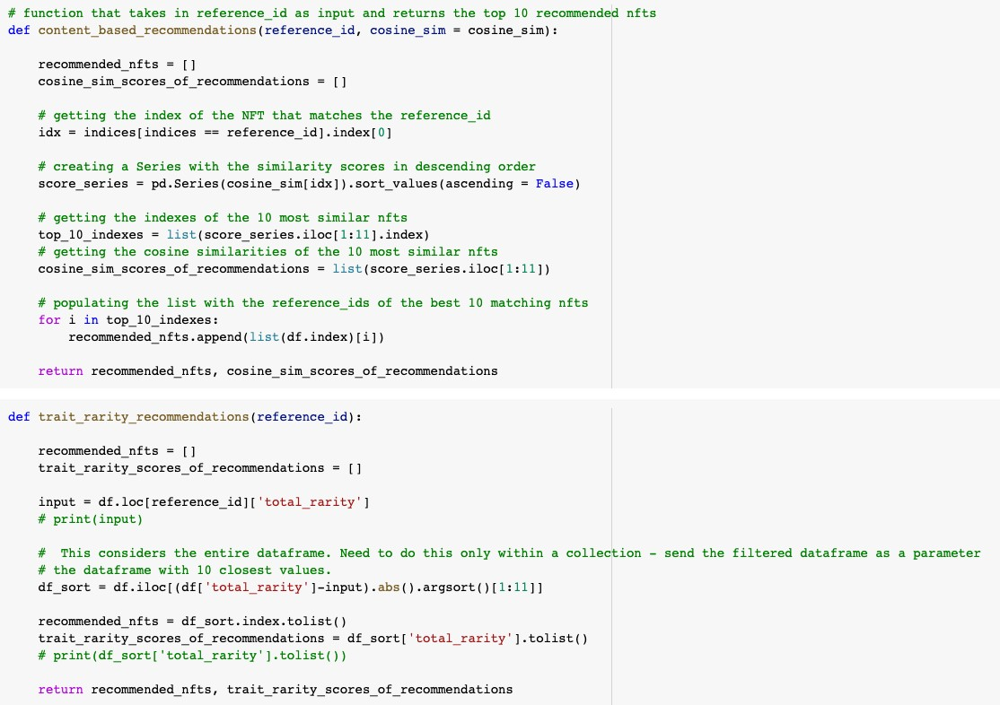 # function that takes in reference_id as input and returns the top 10 recommended nfts
def content_based_recommendations(reference_id, cosine_sim = cosine_sim):
    recommended_nfts = []
    cosine_sim_scores_of_recommendations = []
    # getting the index of the NFT that matches the reference_id
    idx = indices[indices == reference_id].index[0]
    # creating a Series with the similarity scores in descending order
    score_series = pd.Series(cosine_sim[idx]).sort_values(ascending = False)
    # getting the indexes of the 10 most similar nfts
    top_10_indexes = list(score_series.iloc[1:11].index)
    # getting the cosine similarities of the 10 most similar nfts
    cosine_sim_scores_of_recommendations = list(score_series.iloc[1:11])
    # populating the list with the reference_ids of the best 10 matching nfts
    for i in top_10_indexes:
        recommended_nfts.append(list(df.index)[i])
    return recommended_nfts, cosine_sim_scores_of_recommendations
def trait_rarity_recommendations(reference_id):
    recommended_nfts = []
    trait_rarity_scores_of_recommendations = []
    input = df.loc[reference_id]['total_rarity']
    # print(input)
    #  This considers the entire dataframe. Need to do this only within a collection - send the filtered dataframe as a parameter
    # the dataframe with 10 closest values.
    df_sort = df.iloc[(df['total_rarity']-input).abs().argsort()[1:11]]
    recommended_nfts = df_sort.index.tolist()
    trait_rarity_scores_of_recommendations = df_sort['total_rarity'].tolist()
    # print(df_sort['total_rarity'].tolist())
    return recommended_nfts, trait_rarity_scores_of_recommendations